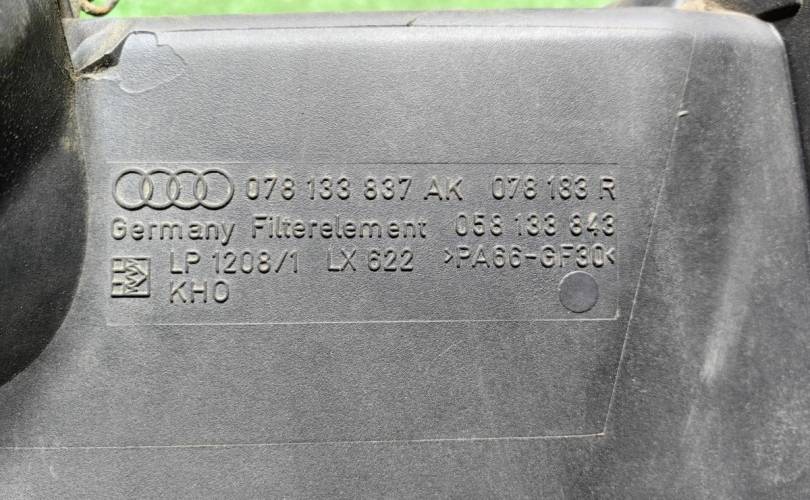 078 133 837 AK 078 183 R
Germany Filterelement 058 133 843
LP 1208/1 LX 622 >PA66-GF30<
KHO